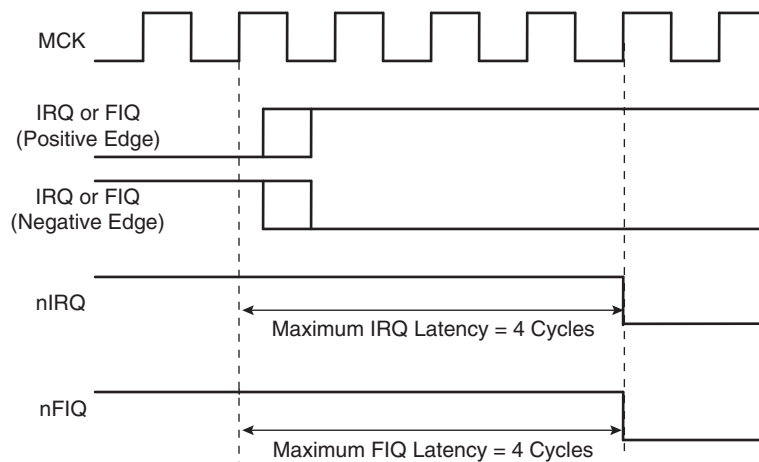 MCK
IRQ or FIQ
(Positive Edge)
IRQ or FIQ
(Negative Edge)
nIRQ
Maximum IRQ Latency = 4 Cycles
nFIQ
Maximum FIQ Latency = 4 Cycles